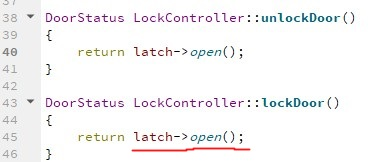 38 DoorStatus LockController::unlockDoor()
39 {
40 return latch->open();
41 }
42
43 DoorStatus LockController::lockDoor()
44 {
45 return latch->open();
46 }